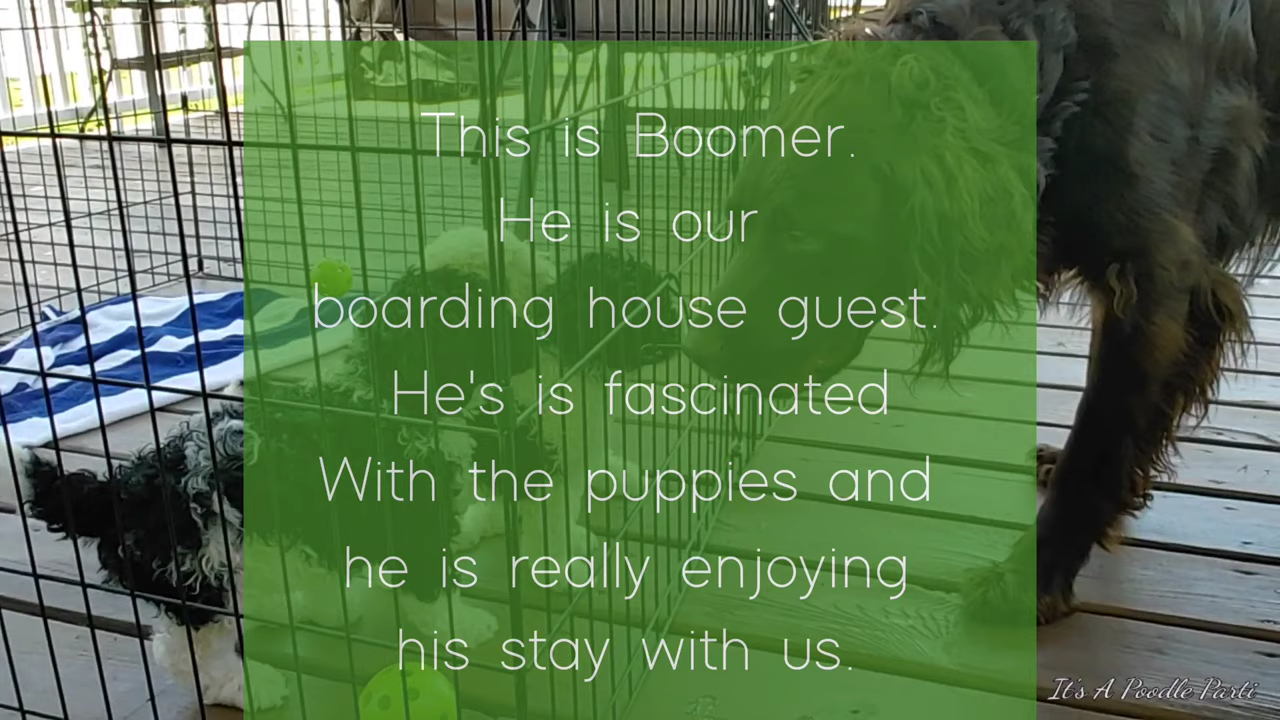 This is Boomer.
He is our
boarding house guest.
He's is fascinated
With the puppies and
he is really enjoying
his stay with us.
It's A Poodle Parti